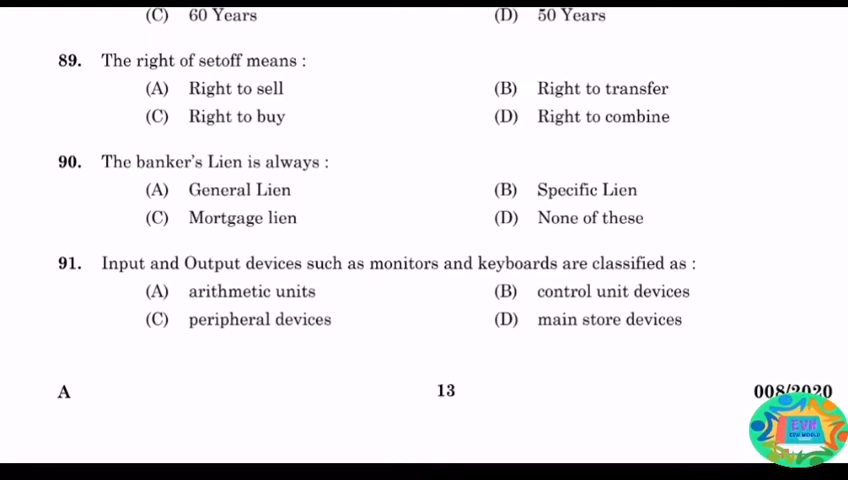 (C) 60 Years (D) 50 Years
89. The right of setoff means :
(A) Right to sell (B) Right to transfer
(C) Right to buy (D) Right to combine
90. The banker's Lien is always :
(A) General Lien (B) Specific Lien
(C) Mortgage lien (D) None of these
91. Input and Output devices such as monitors and keyboards are classified as :
(A) arithmetic units (B) control unit devices
(C) peripheral devices (D) main store devices
A 13 008/2020
EVK
EVK WORLD